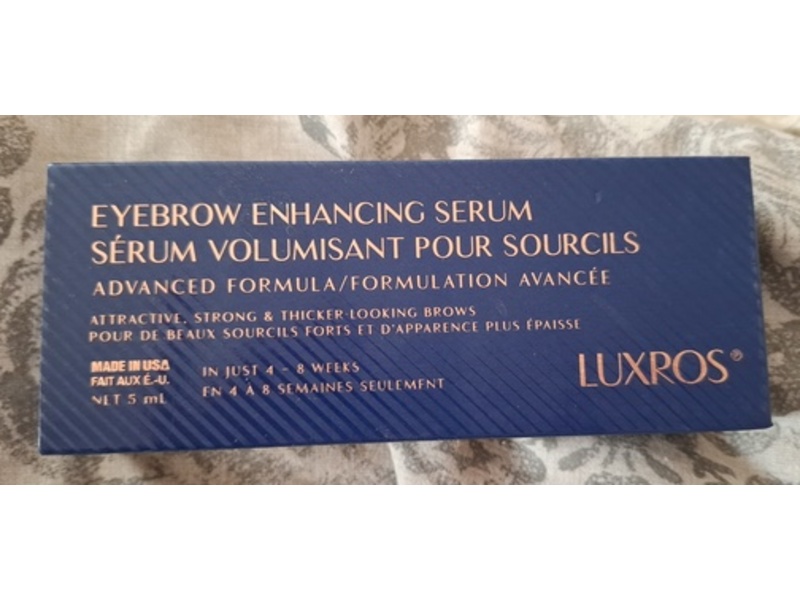 EYEBROW ENHANCING SERUM
SÉRUM VOLUMISANT POUR SOURCILS
ADVANCED FORMULA/FORMULATION AVANCÉE
ATTRACTIVE, STRONG & THICKER-LOOKING BROWS
POUR DE BEAUX SOURCILS FORTS ET D'APPARENCE PLUS ÉPAISSE
MADE IN USA
FAIT AUX É.-U.
NET 5 mL
IN JUST 4 - 8 WEEKS
EN 4 À 8 SEMAINES SEULEMENT
LUXROS®